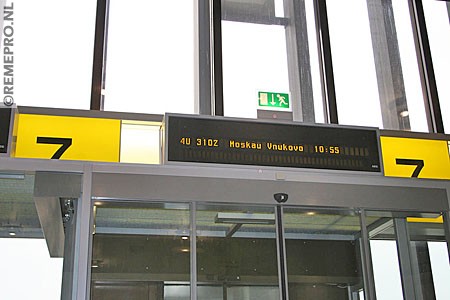 ©REMEPRO.NL
7
4U 3102 Moskau Vnukovo 10:55
7